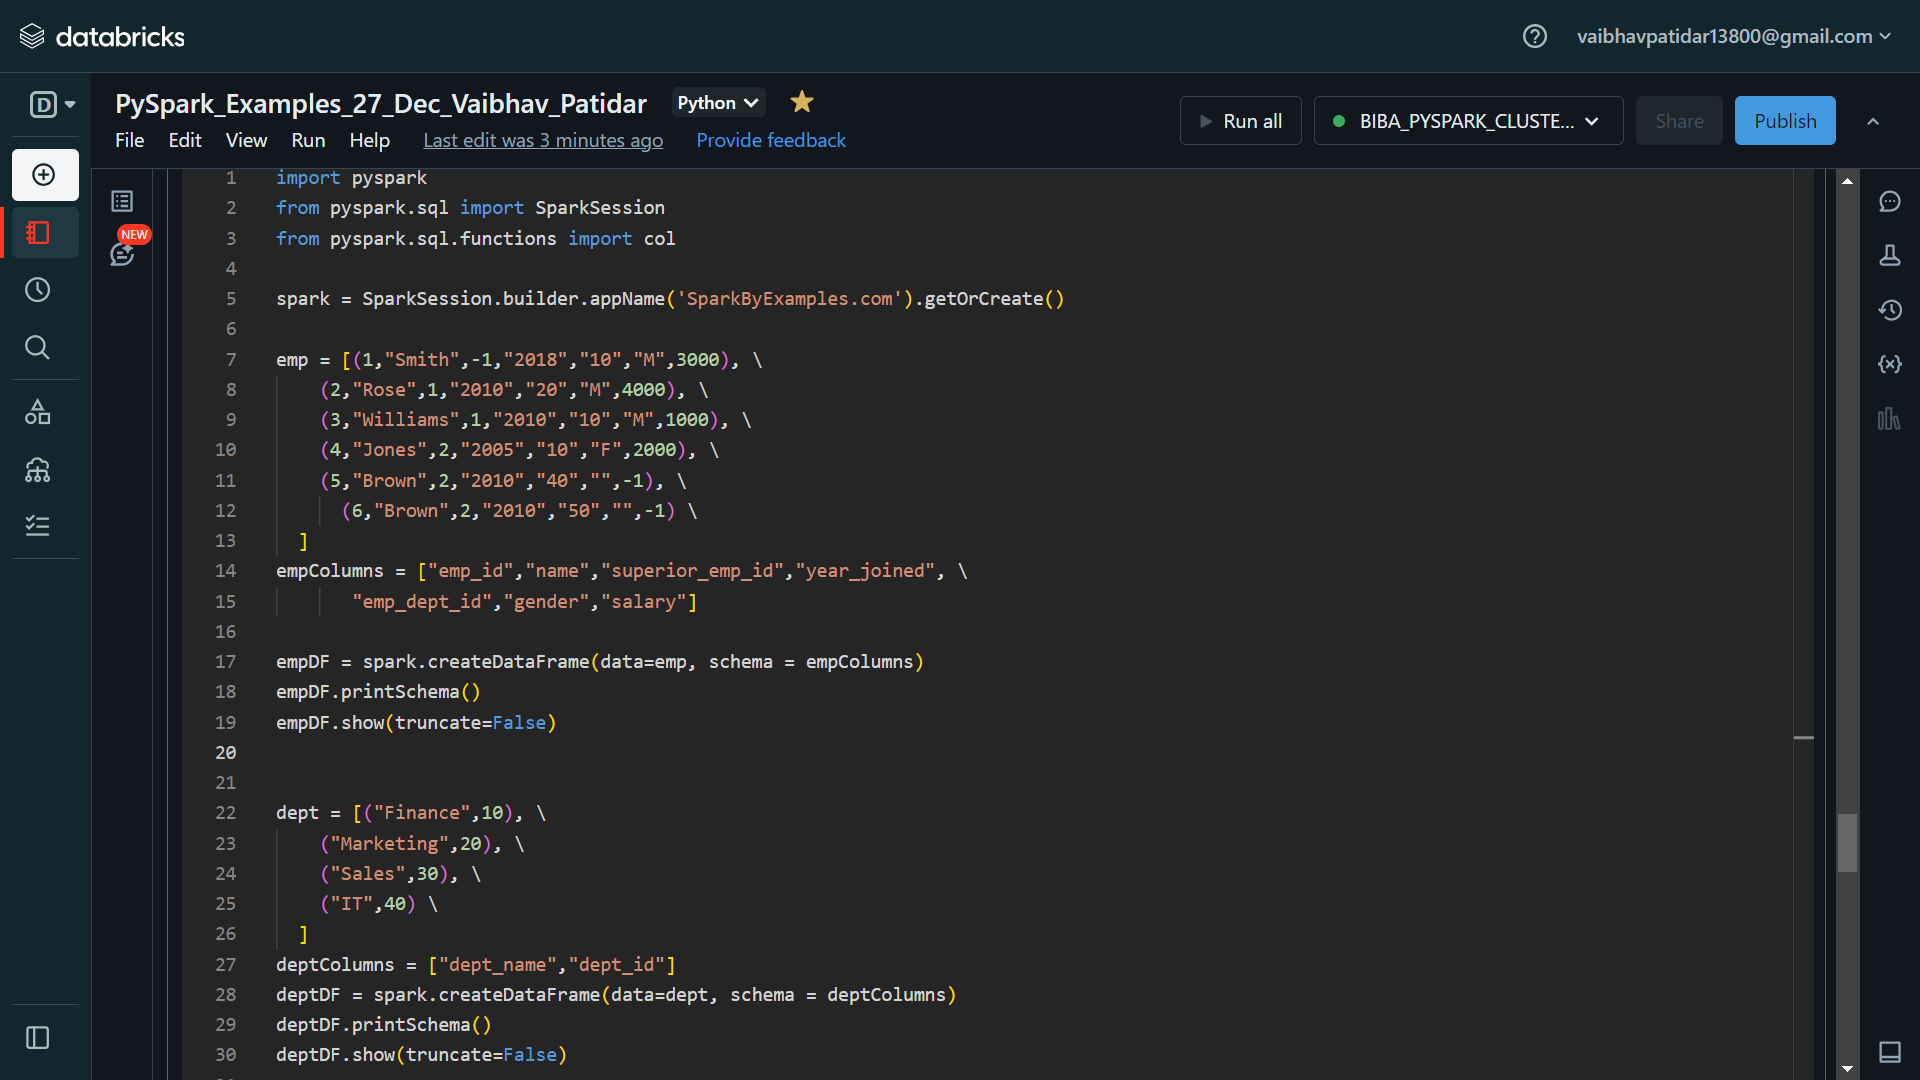 databricks
vaibhavpatidar13800@gmail.com
D
PySpark_Examples_27_Dec_Vaibhav_Patidar Python
File Edit View Run Help Last edit was 3 minutes ago Provide feedback
Run all BIBA_PYSPARK_CLUSTE... Share Publish
NEW
1 import pyspark
2 from pyspark.sql import SparkSession
3 from pyspark.sql.functions import col
4
5 spark = SparkSession.builder.appName('SparkByExamples.com').getOrCreate()
6
7 emp = [(1,"Smith",-1,"2018","10","M",3000), \
8 (2,"Rose",1,"2010","20","M",4000), \
9 (3,"Williams",1,"2010","10","M",1000), \
10 (4,"Jones",2,"2005","10","F",2000), \
11 (5,"Brown",2,"2010","40","",-1), \
12 (6,"Brown",2,"2010","50","",-1) \
13 ]
14 empColumns = ["emp_id","name","superior_emp_id","year_joined", \
15 "emp_dept_id","gender","salary"]
16
17 empDF = spark.createDataFrame(data=emp, schema = empColumns)
18 empDF.printSchema()
19 empDF.show(truncate=False)
20
21
22 dept = [("Finance",10), \
23 ("Marketing",20), \
24 ("Sales",30), \
25 ("IT",40) \
26 ]
27 deptColumns = ["dept_name","dept_id"]
28 deptDF = spark.createDataFrame(data=dept, schema = deptColumns)
29 deptDF.printSchema()
30 deptDF.show(truncate=False)